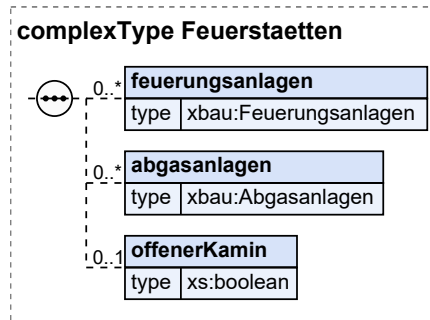 complexType Feuerstaetten
0..* feuerungsanlagen
type xbau:Feuerungsanlagen
0..* abgasanlagen
type xbau:Abgasanlagen
0..1 offenerKamin
type xs:boolean